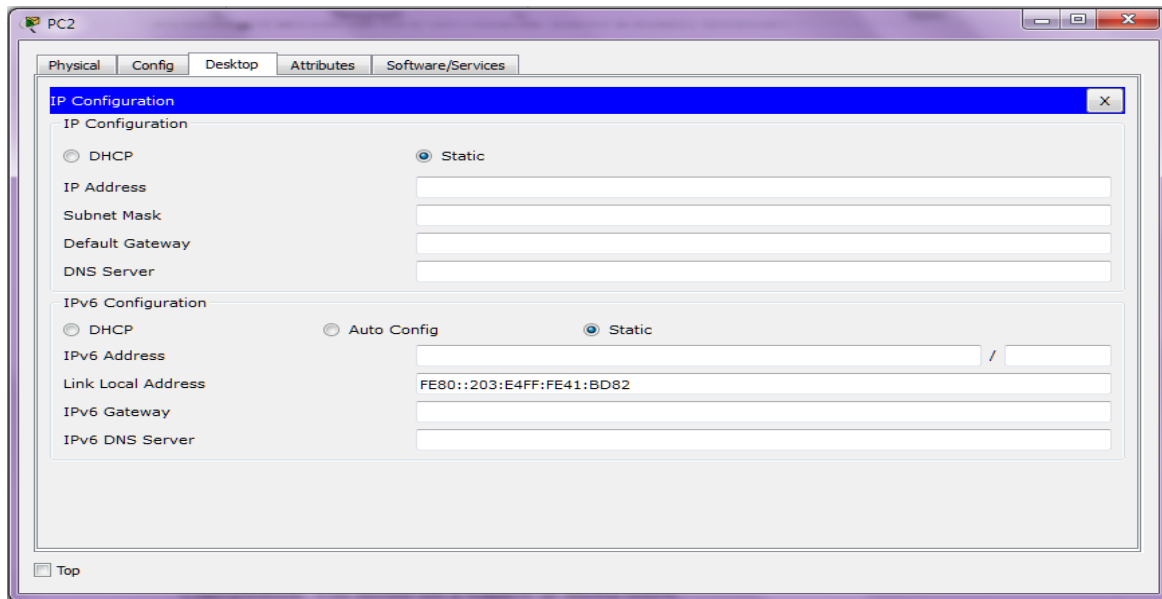 PC2
Physical Config Desktop Attributes Software/Services
IP Configuration X
IP Configuration
DHCP Static
IP Address
Subnet Mask
Default Gateway
DNS Server
IPv6 Configuration
DHCP Auto Config Static
IPv6 Address /
Link Local Address FE80::203:E4FF:FE41:BD82
IPv6 Gateway
IPv6 DNS Server
Top